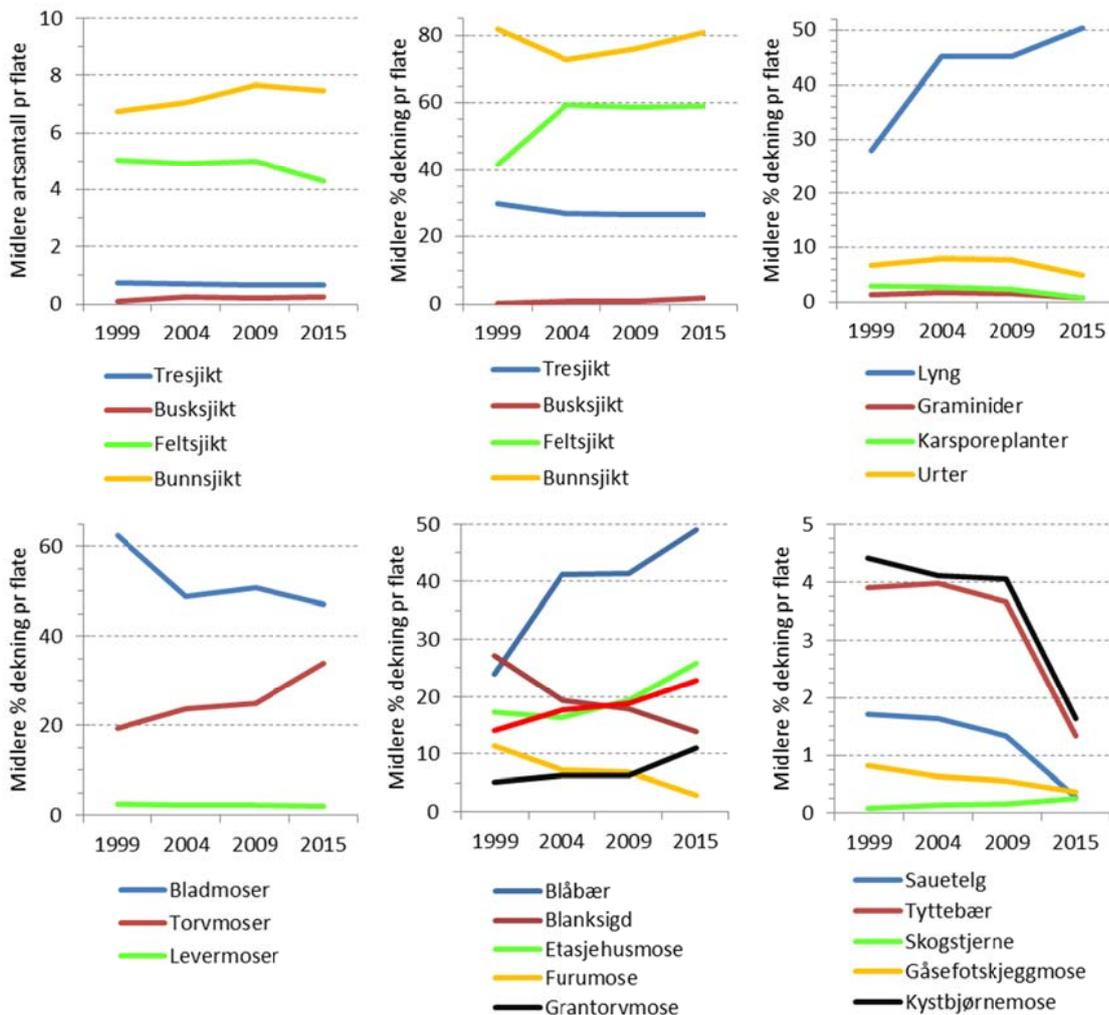 Midlere artsantall pr flate
10
8
6
4
2
0
1999 2004 2009 2015
Tresjikt
Busksjikt
Feltsjikt
Bunnsjikt
Midlere % dekning pr flate
80
60
40
20
0
1999 2004 2009 2015
Tresjikt
Busksjikt
Feltsjikt
Bunnsjikt
Midlere % dekning pr flate
50
40
30
20
10
0
1999 2004 2009 2015
Lyng
Graminider
Karsporeplanter
Urter
Midlere % dekning pr flate
60
40
20
0
1999 2004 2009 2015
Bladmoser
Torvmoser
Levermoser
Midlere % dekning pr flate
50
40
30
20
10
0
1999 2004 2009 2015
Blåbær
Blanksigd
Etasjehusmose
Furumose
Grantorvmose
Midlere % dekning pr flate
5
4
3
2
1
0
1999 2004 2009 2015
Sauetelg
Tyttebær
Skogstjerne
Gåsefotskjeggmose
Kystbjørnemose